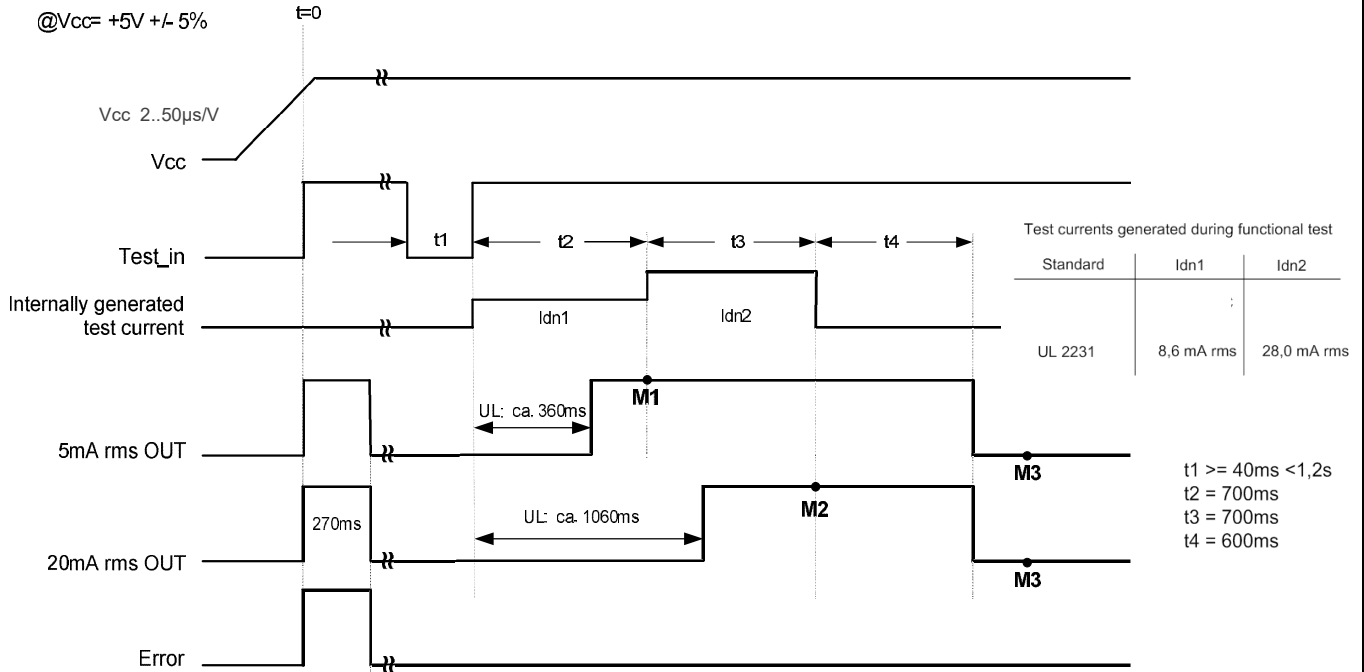 @Vcc= +5V +/- 5%
t=0
Vcc 2..50µs/V
Vcc
Test_in
t1
t2
t3
t4
Internally generated
test current
Idn1
Idn2
Test currents generated during functional test
Standard
Idn1
Idn2
;
UL 2231
8,6 mA rms
28,0 mA rms
5mA rms OUT
UL: ca. 360ms
M1
M3
20mA rms OUT
270ms
UL: ca. 1060ms
M2
M3
t1 >= 40ms <1,2s
t2 = 700ms
t3 = 700ms
t4 = 600ms
Error